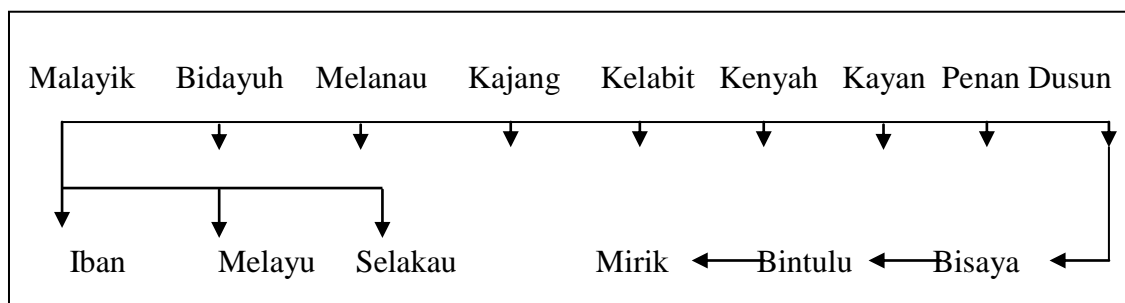 Malayik Bidayuh Melanau Kajang Kelabit Kenyah Kayan Penan Dusun
Iban Melayu Selakau Mirik Bintulu Bisaya